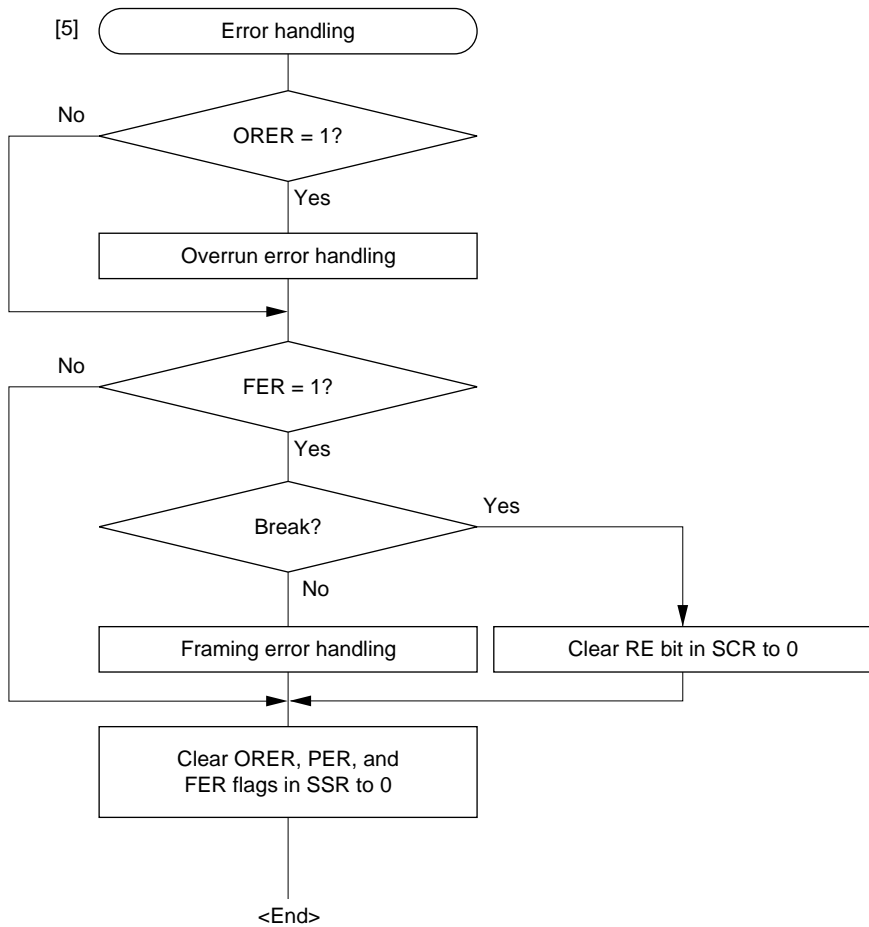 [5]
Error handling
No
ORER = 1?
Yes
Overrun error handling
No
FER = 1?
Yes
Break?
Yes
No
Framing error handling
Clear RE bit in SCR to 0
Clear ORER, PER, and
FER flags in SSR to 0
<End>